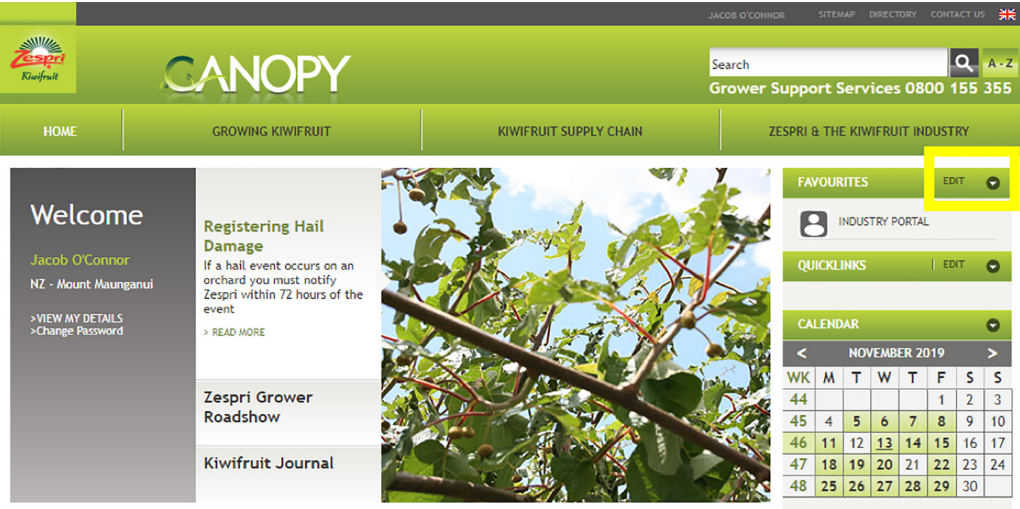 JACOB O'CONNOR SITEMAP DIRECTORY CONTACT US
Zespri
Kiwifruit
CANOPY
Search
A - Z
Grower Support Services 0800 155 355
HOME GROWING KIWIFRUIT KIWIFRUIT SUPPLY CHAIN ZESPRI & THE KIWIFRUIT INDUSTRY
Welcome
Jacob O'Connor
NZ - Mount Maunganui
>VIEW MY DETAILS
>Change Password
Registering Hail
Damage
If a hail event occurs on an
orchard you must notify
Zespri within 72 hours of the
event
> READ MORE
Zespri Grower
Roadshow
Kiwifruit Journal
FAVOURITES EDIT
INDUSTRY PORTAL
QUICKLINKS | EDIT
CALENDAR
< NOVEMBER 2019 >
WK M T W T F S S
44 1 2 3
45 4 5 6 7 8 9 10
46 11 12 13 14 15 16 17
47 18 19 20 21 22 23 24
48 25 26 27 28 29 30